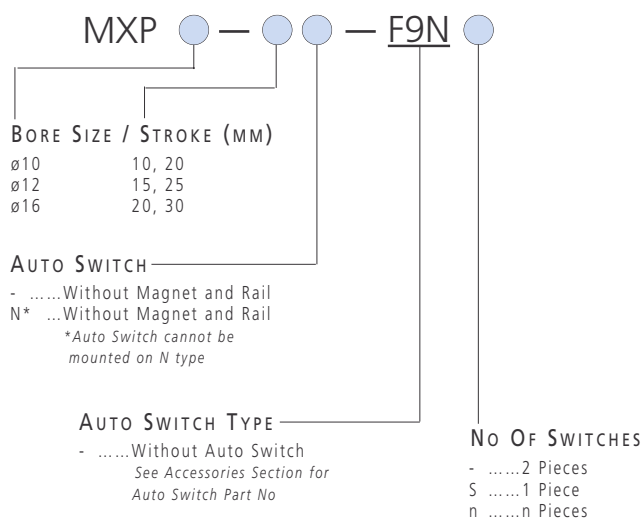 MXP — — F9N
BORE SIZE / STROKE (MM)
ø10 10, 20
ø12 15, 25
ø16 20, 30
AUTO SWITCH
- ......Without Magnet and Rail
N* ...Without Magnet and Rail
*Auto Switch cannot be
mounted on N type
AUTO SWITCH TYPE
- ......Without Auto Switch
See Accessories Section for
Auto Switch Part No
NO OF SWITCHES
- ......2 Pieces
S ......1 Piece
n ......n Pieces